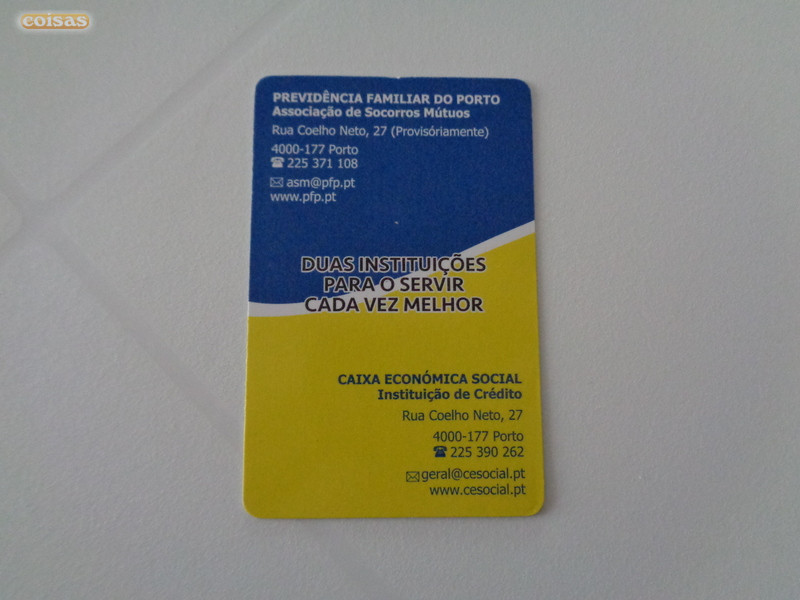 coisas
PREVIDÊNCIA FAMILIAR DO PORTO
Associação de Socorros Mútuos
Rua Coelho Neto, 27 (Provisóriamente)
4000-177 Porto
☎ 225 371 108
✉ asm@pfp.pt
www.pfp.pt
DUAS INSTITUIÇÕES
PARA O SERVIR
CADA VEZ MELHOR
CAIXA ECONÓMICA SOCIAL
Instituição de Crédito
Rua Coelho Neto, 27
4000-177 Porto
☎ 225 390 262
✉ geral@cesocial.pt
www.cesocial.pt